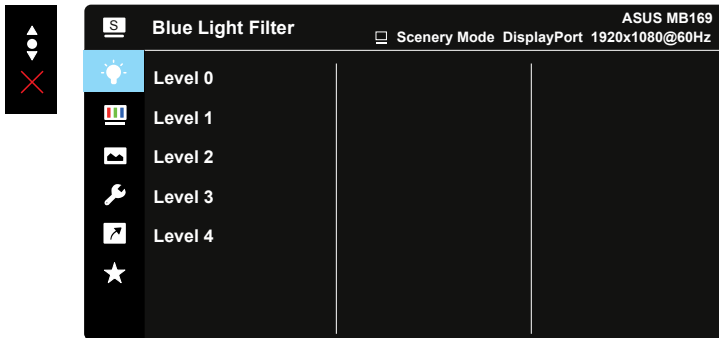 S
Blue Light Filter
ASUS MB169
Scenery Mode DisplayPort 1920x1080@60Hz
Level 0
Level 1
Level 2
Level 3
Level 4